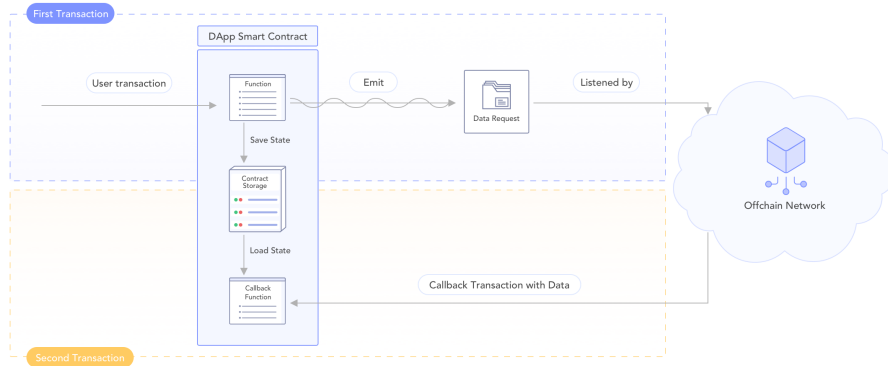 First Transaction
DApp Smart Contract
User transaction
Function
Emit
Data Request
Listened by
Save State
Contract
Storage
Offchain Network
Load State
Callback
Function
Callback Transaction with Data
Second Transaction